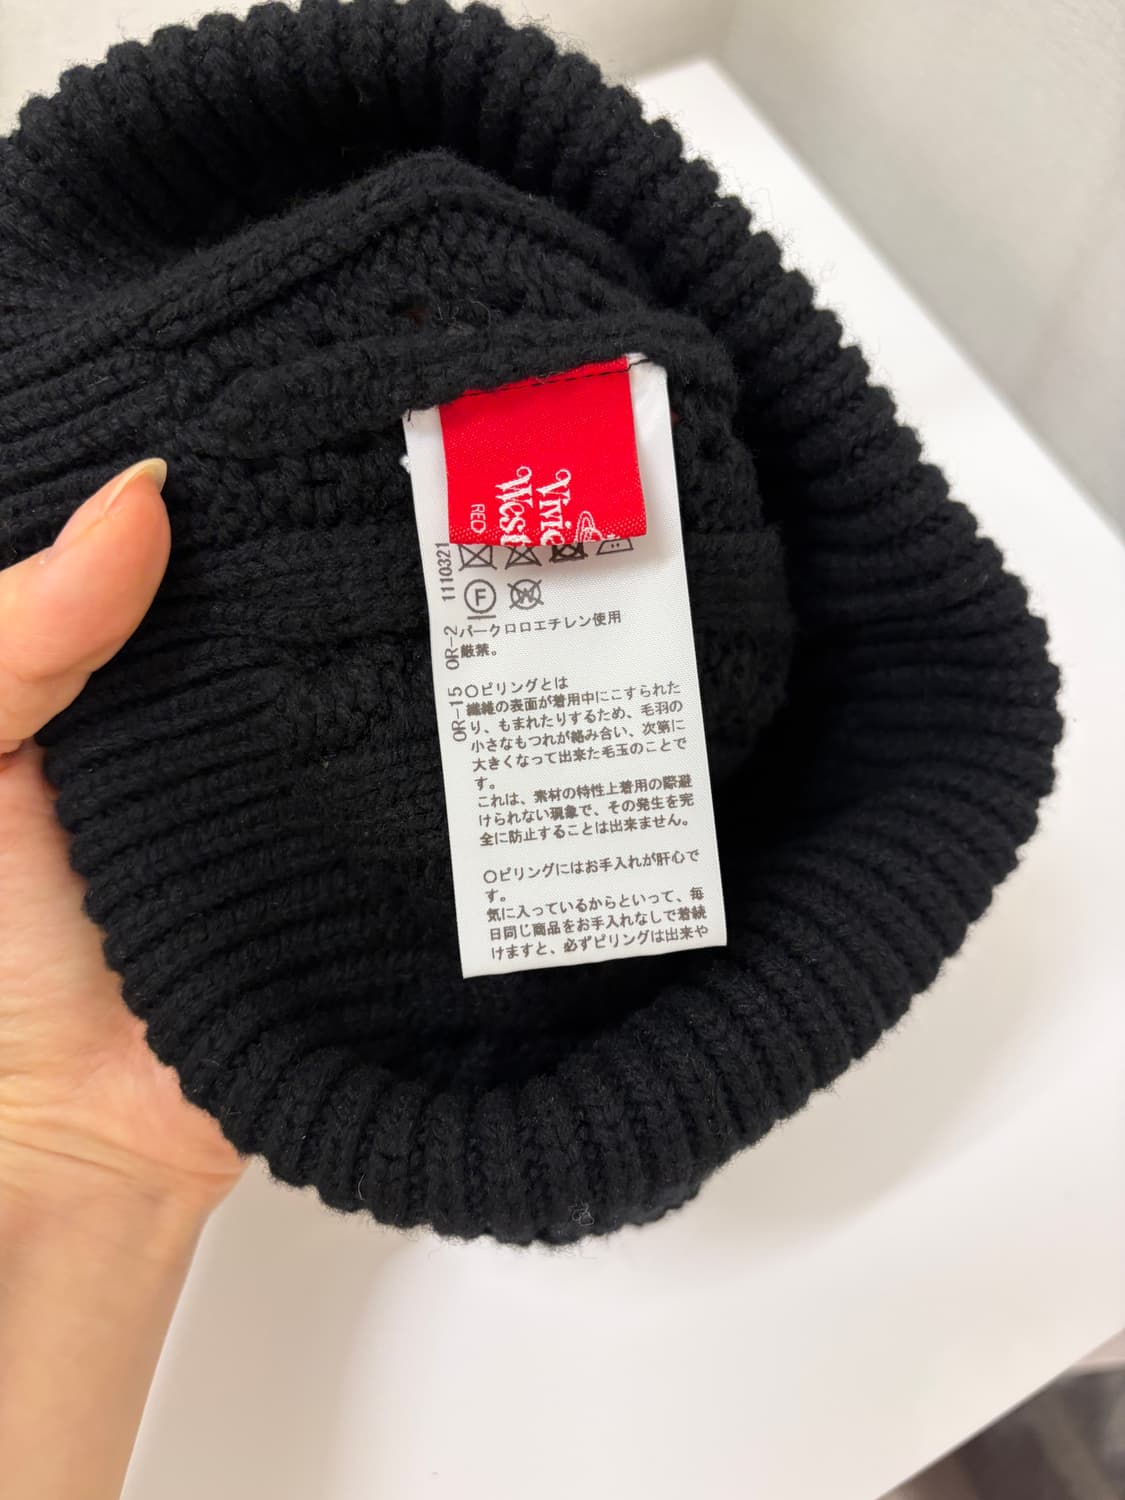 Vivie
West
RED
1110321
OR-2
OR-15
F
W
パークロロエチレン使用
厳禁。
○ピリングとは
繊維の表面が着用中にこすられた
り、もまれたりするため、毛羽の
小さなもつれが絡み合い、次第に
大きくなって出来た毛玉のことで
す。
これは、素材の特性上着用の際避
けられない現象で、その発生を完
全に防止することは出来ません。
○ピリングにはお手入れが肝心で
す。
気に入っているからといって、毎
日同じ商品をお手入れなしで着続
けますと、必ずピリングは出来や